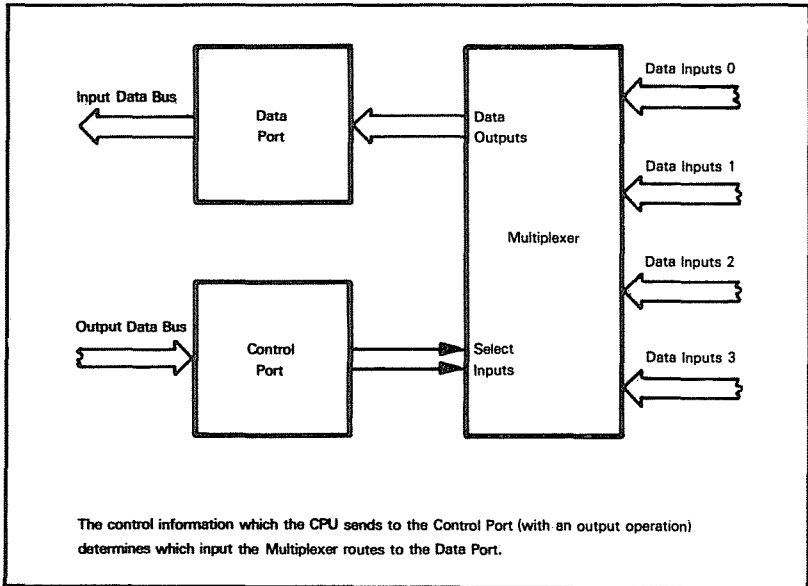 Input Data Bus
Data
Port
Data
Outputs
Data Inputs 0
Data Inputs 1
Multiplexer
Data Inputs 2
Output Data Bus
Control
Port
Select
Inputs
Data Inputs 3
The control information which the CPU sends to the Control Port (with an output operation)
determines which input the Multiplexer routes to the Data Port.